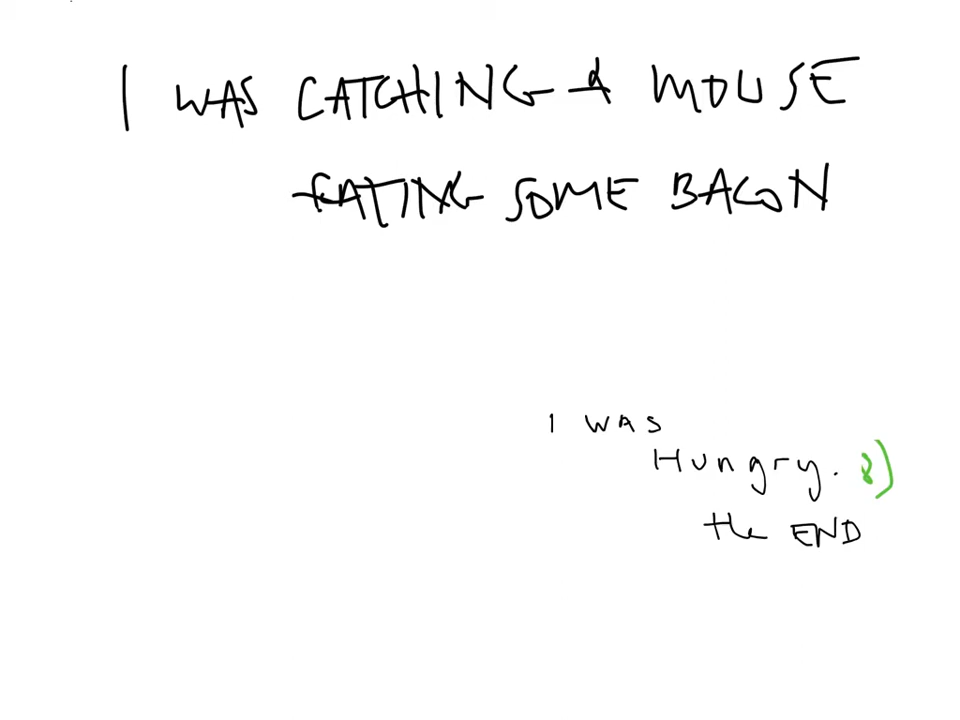 I WAS CATCHING A MOUSE
EATING SOME BACON
I WAS
Hungry. 8)
the END